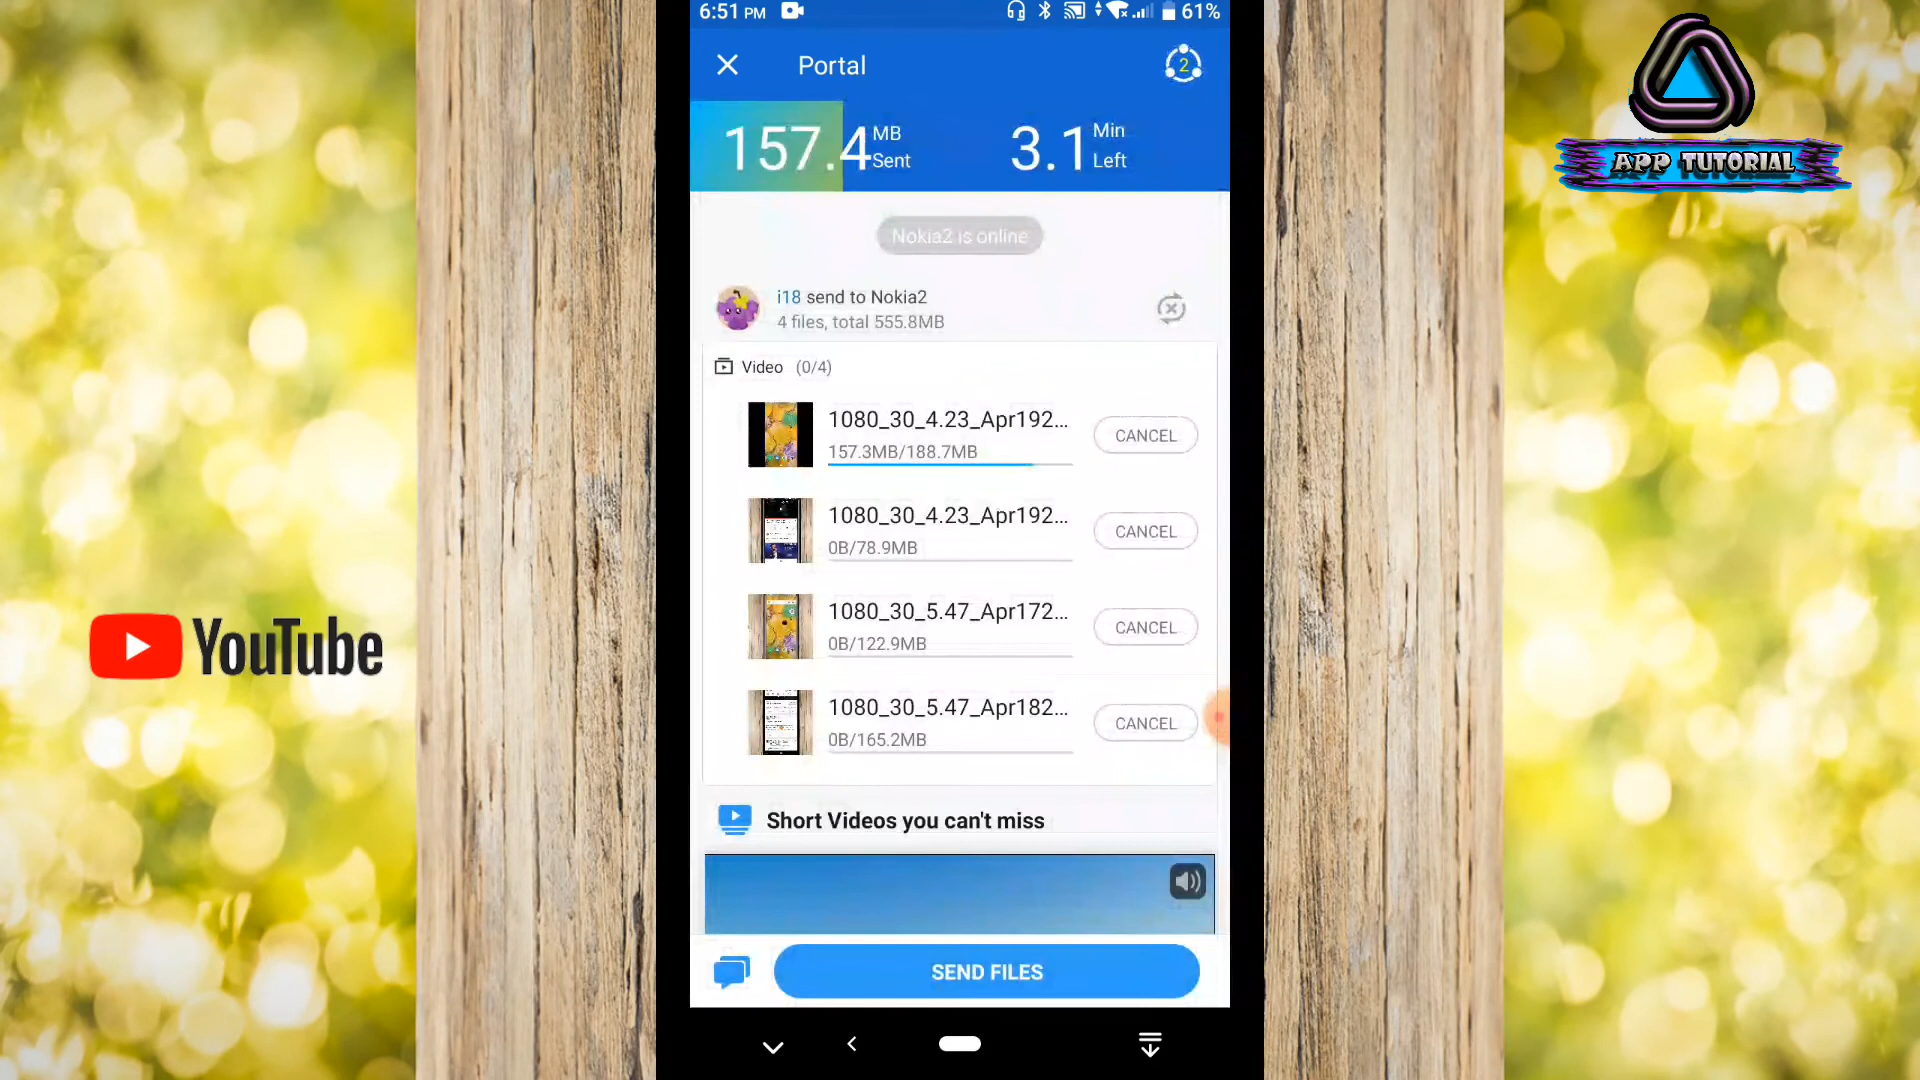 6:51 PM
61%
Portal
2
157.4 MB Sent
3.1 Min Left
APP TUTORIAL
Nokia2 is online
i18 send to Nokia2
4 files, total 555.8MB
Video (0/4)
1080_30_4.23_Apr192...
157.3MB/188.7MB
CANCEL
1080_30_4.23_Apr192...
0B/78.9MB
CANCEL
1080_30_5.47_Apr172...
0B/122.9MB
CANCEL
1080_30_5.47_Apr182...
0B/165.2MB
CANCEL
YouTube
Short Videos you can't miss
SEND FILES